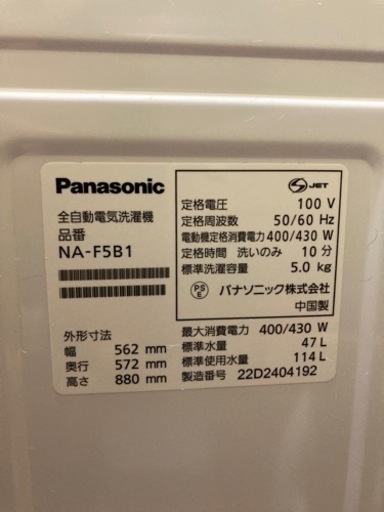 Panasonic
全自動電気洗濯機
品番
NA-F5B1
外形寸法
幅 562 mm
奥行 572 mm
高さ 880 mm
S JET
定格電圧 100 V
定格周波数 50/60 Hz
電動機定格消費電力 400/430 W
定格時間 洗いのみ 10 分
標準洗濯容量 5.0 kg
PS
E
パナソニック株式会社
中国製
最大消費電力 400/430 W
標準水量 47 L
標準使用水量 114 L
製造番号 22D2404192